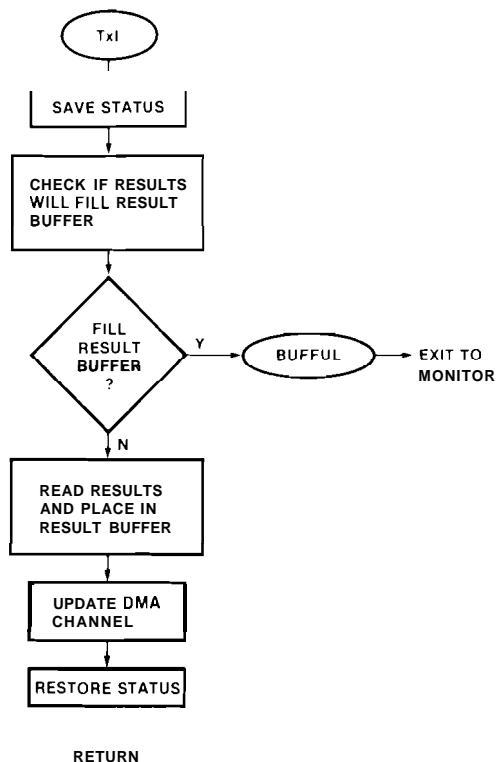 TxI
SAVE STATUS
CHECK IF RESULTS
WILL FILL RESULT
BUFFER
FILL
RESULT
BUFFER
?
Y
BUFFUL
EXIT TO
MONITOR
N
READ RESULTS
AND PLACE IN
RESULT BUFFER
UPDATE DMA
CHANNEL
RESTORE STATUS
RETURN